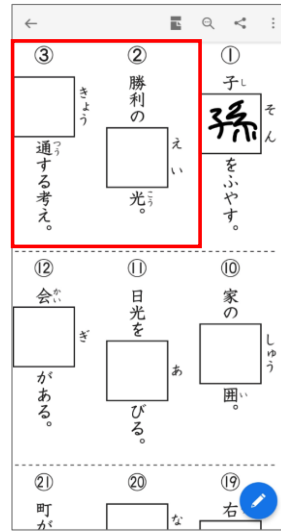 ① 子孫をふやす。
し
そん
② 勝利の□光。
えい
こう
③ □通する考え。
きょう
つう
⑩ 家の□囲。
しゅう
い
⑪ 日光を□びる。
あ
⑫ 会□がある。
かい
ぎ
⑲ 右
⑳ な
㉑ 町が